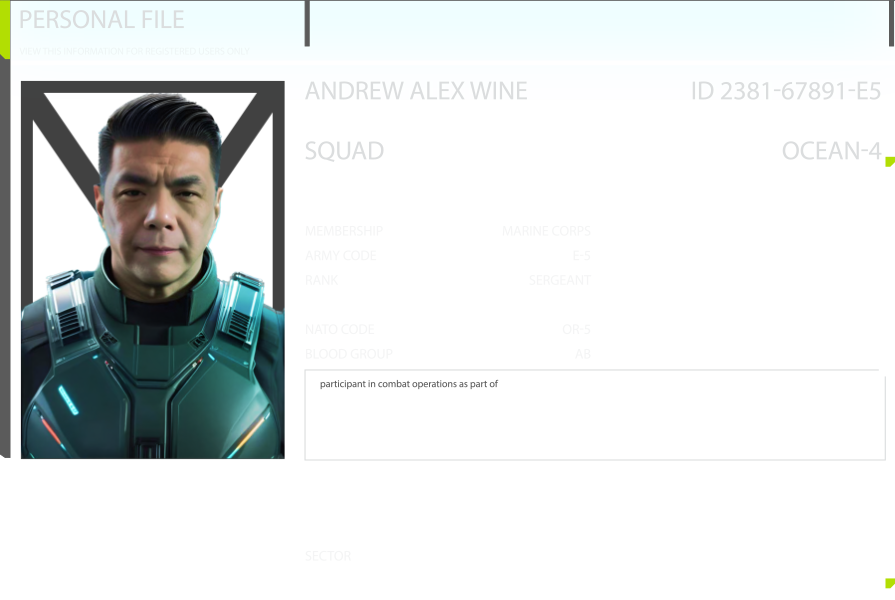 PERSONAL FILE
VIEW THIS INFORMATION FOR REGISTERED USERS ONLY
ANDREW ALEX WINE ID 2381-67891-E5
SQUAD OCEAN-4
MEMBERSHIP MARINE CORPS
ARMY CODE E-5
RANK SERGEANT
NATO CODE OR-5
BLOOD GROUP AB
participant in combat operations as part of
SECTOR